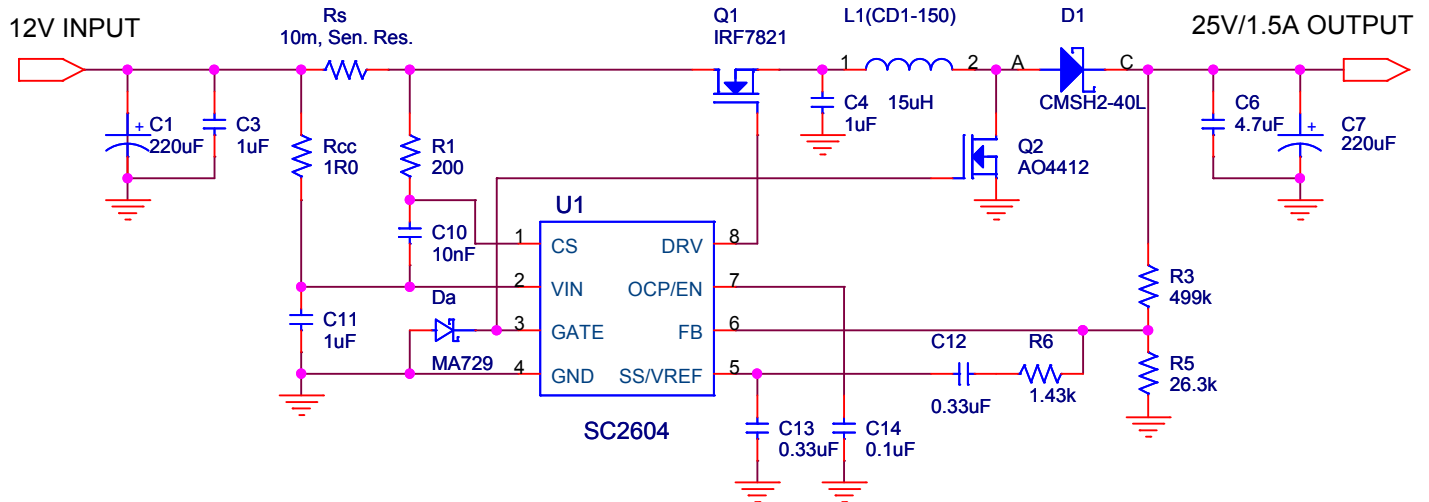 12V INPUT
Rs
10m, Sen. Res.
Q1
IRF7821
L1(CD1-150)
D1
25V/1.5A OUTPUT
1
2
A
C
15uH
CMSH2-40L
C4
1uF
+
C1
220uF
C3
1uF
Rcc
1R0
R1
200
Q2
AO4412
C6
4.7uF
+
C7
220uF
U1
C10
10nF
1
CS
DRV
8
2
VIN
OCP/EN
7
3
GATE
FB
6
4
GND
SS/VREF
5
SC2604
C11
1uF
Da
MA729
R3
499k
C12
0.33uF
R6
1.43k
R5
26.3k
C13
0.33uF
C14
0.1uF